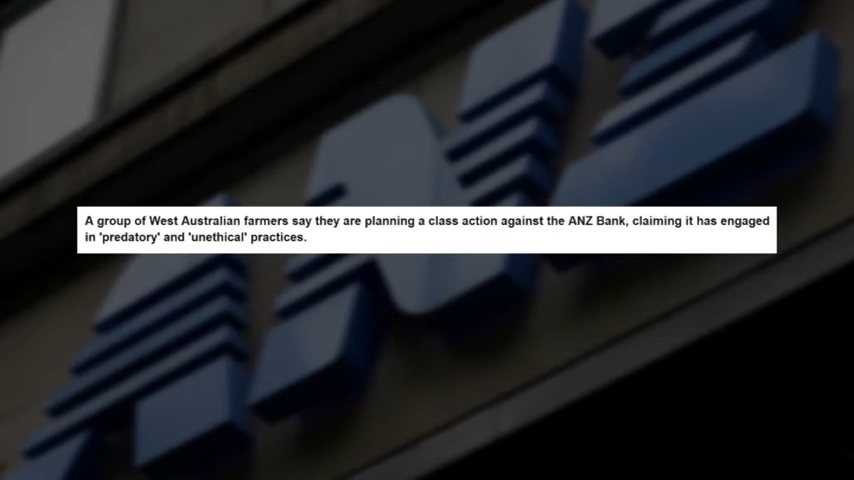 ANZ
A group of West Australian farmers say they are planning a class action against the ANZ Bank, claiming it has engaged
in 'predatory' and 'unethical' practices.